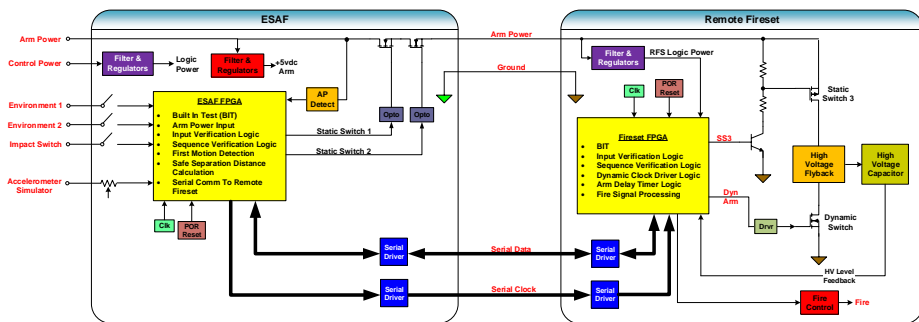 ESAF
Remote Fireset
Arm Power
Control Power
Environment 1
Environment 2
Impact Switch
Accelerometer
Simulator
Filter &
Regulators
Logic
Power
Filter &
Regulators
+5vdc
Arm
AP
Detect
ESAF FPGA
Built In Test (BIT)
Arm Power Input
Input Verification Logic
Sequence Verification Logic
First Motion Detection
Safe Separation Distance
Calculation
Serial Comm To Remote
Fireset
Clk
POR
Reset
Static Switch 1
Static Switch 2
Opto
Opto
Arm Power
Ground
Serial
Driver
Serial Data
Serial
Driver
Serial
Driver
Serial Clock
Serial
Driver
Filter &
Regulators
RFS Logic Power
Clk
POR
Reset
Fireset FPGA
BIT
Input Verification Logic
Sequence Verification Logic
Dynamic Clock Driver Logic
Arm Delay Timer Logic
Fire Signal Processing
SS3
Dyn
Arm
Drvr
Static
Switch 3
High
Voltage
Flyback
High
Voltage
Capacitor
Dynamic
Switch
HV Level
Feedback
Fire
Control
Fire